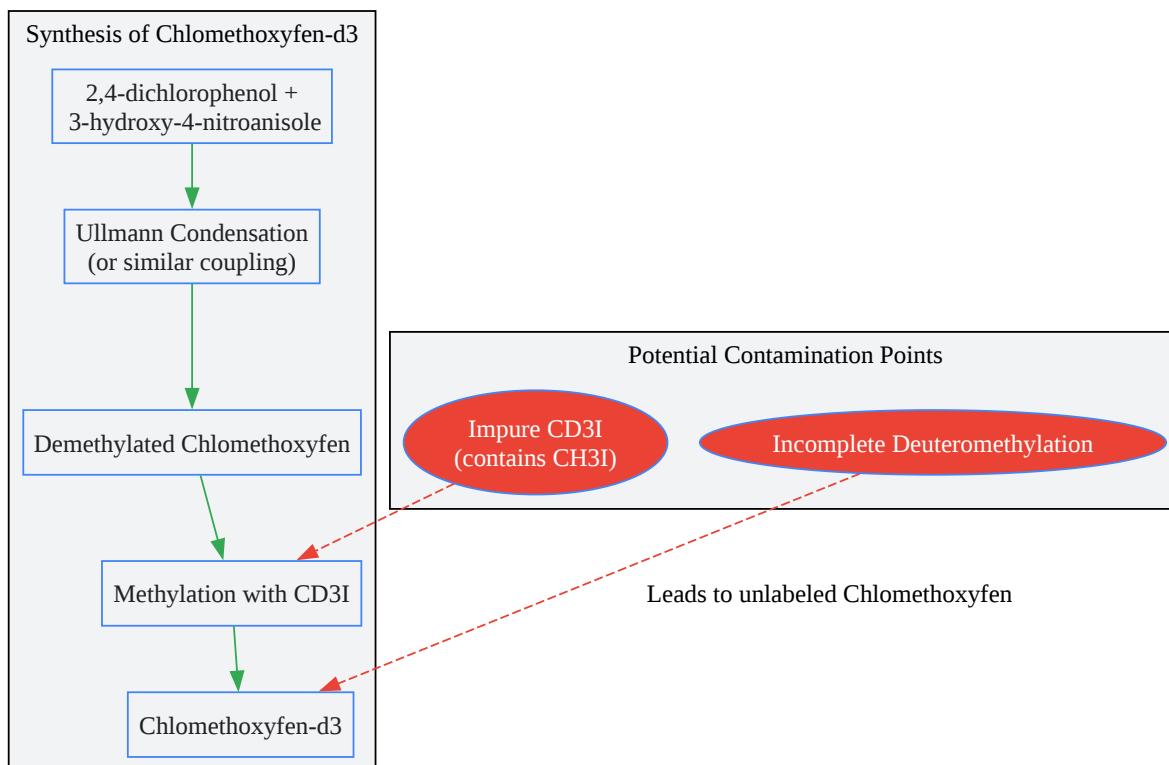 Synthesis of Chlomethoxyfen-d3
2,4-dichlorophenol +
3-hydroxy-4-nitroanisole
Ullmann Condensation
(or similar coupling)
Demethylated Chlomethoxyfen
Methylation with CD3I
Chlomethoxyfen-d3
Potential Contamination Points
Impure CD3I
(contains CH3I)
Incomplete Deuteromethylation
Leads to unlabeled Chlomethoxyfen